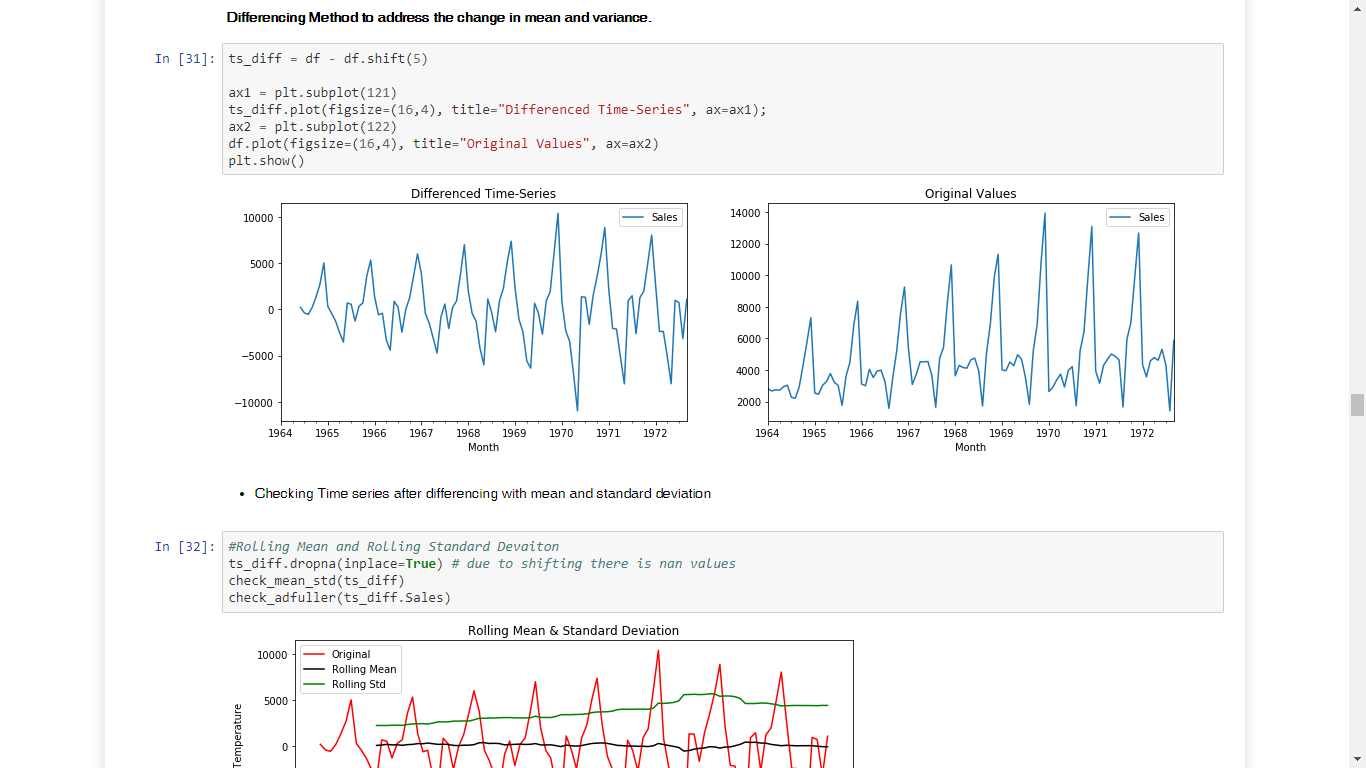 Differencing Method to address the change in mean and variance.
In [31]: ts_diff = df - df.shift(5)
ax1 = plt.subplot(121)
ts_diff.plot(figsize=(16,4), title="Differenced Time-Series", ax=ax1);
ax2 = plt.subplot(122)
df.plot(figsize=(16,4), title="Original Values", ax=ax2)
plt.show()
Differenced Time-Series
Sales
10000
5000
0
−5000
−10000
1964 1965 1966 1967 1968 1969 1970 1971 1972
Month
Original Values
Sales
14000
12000
10000
8000
6000
4000
2000
1964 1965 1966 1967 1968 1969 1970 1971 1972
Month
• Checking Time series after differencing with mean and standard deviation
In [32]: #Rolling Mean and Rolling Standard Devaiton
ts_diff.dropna(inplace=True) # due to shifting there is nan values
check_mean_std(ts_diff)
check_adfuller(ts_diff.Sales)
Rolling Mean & Standard Deviation
Original
Rolling Mean
Rolling Std
10000
5000
0
Temperature